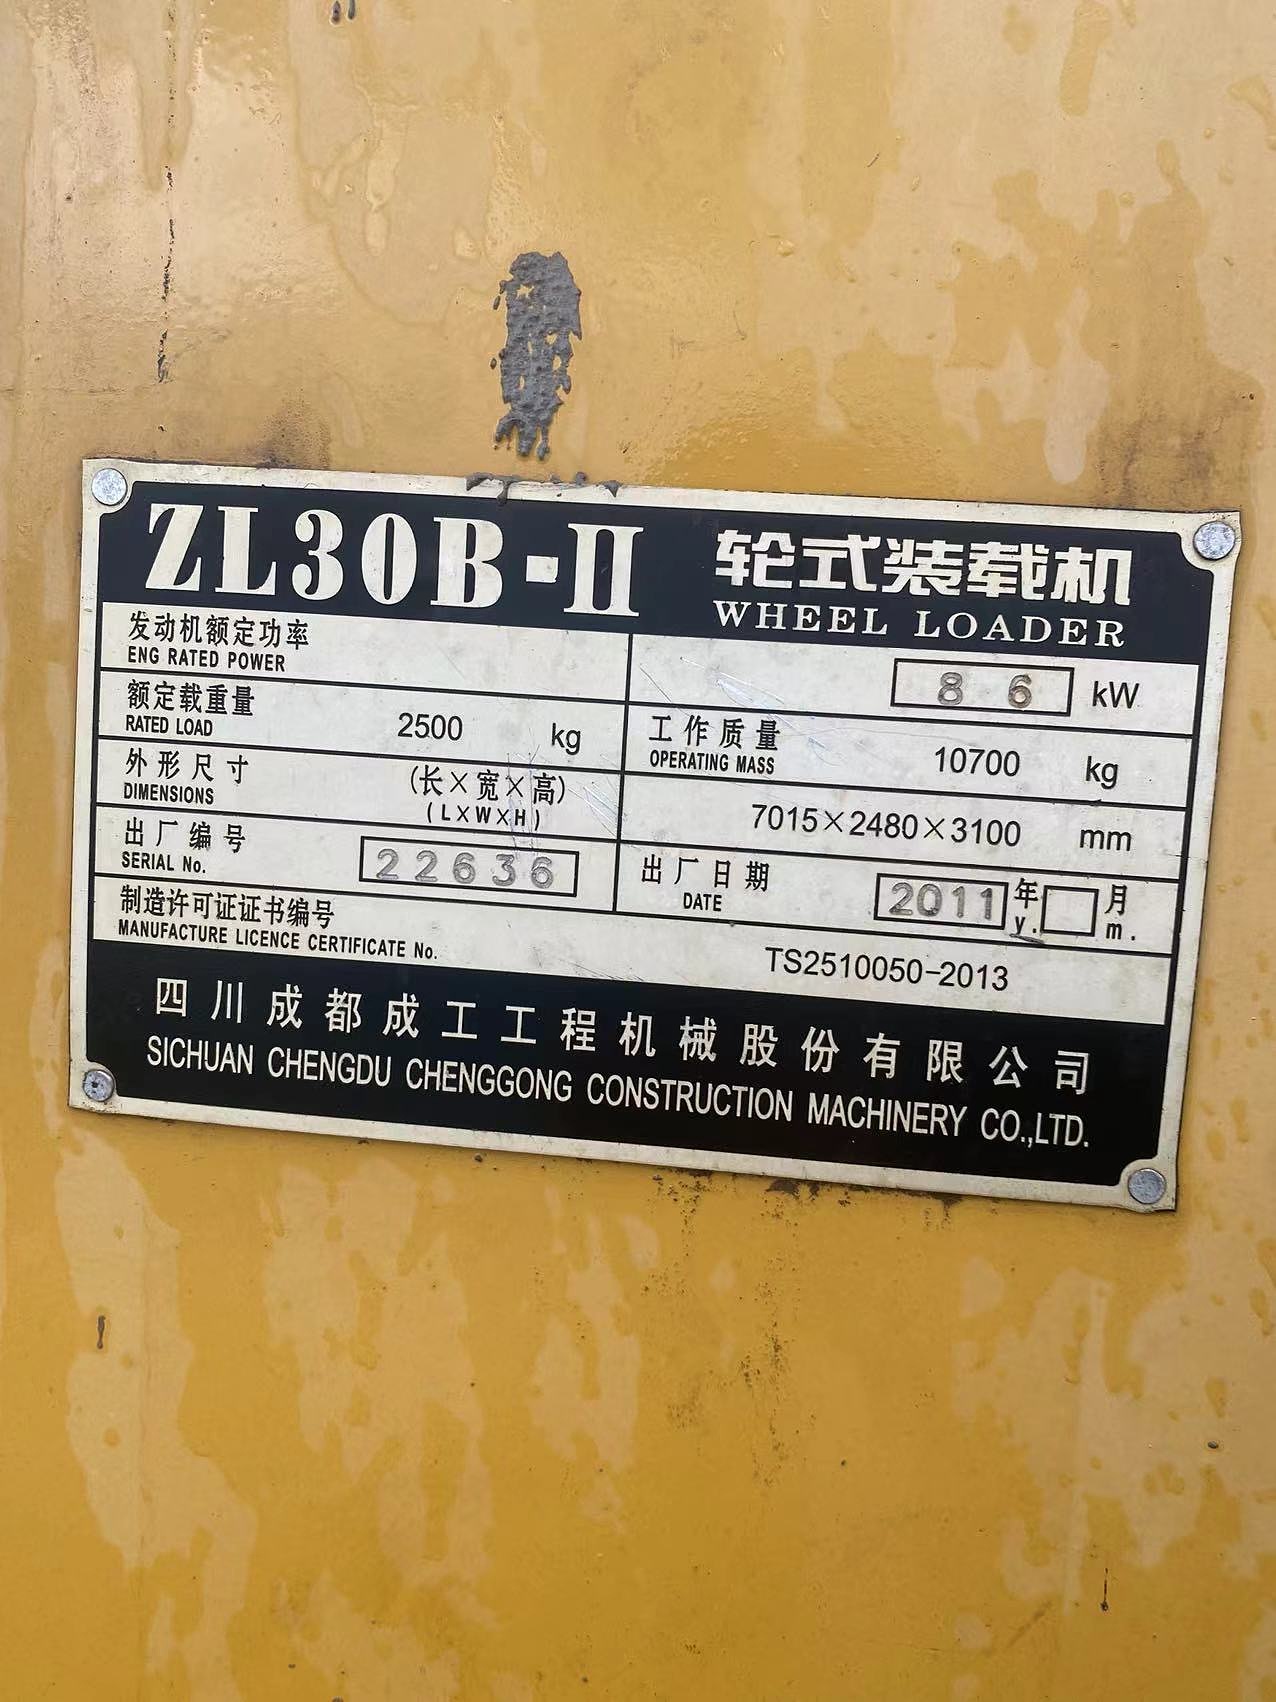 ZL30B-II 轮式装载机
WHEEL LOADER
发动机额定功率
ENG RATED POWER
86 kW
额定载重量
RATED LOAD
2500 kg
工作质量
OPERATING MASS
10700 kg
外形尺寸
DIMENSIONS
(长×宽×高)
(L×W×H)
7015×2480×3100 mm
出厂编号
SERIAL No.
22636
出厂日期
DATE
2011 年 月
y. m.
制造许可证证书编号
MANUFACTURE LICENCE CERTIFICATE No.
TS2510050-2013
四川成都成工工程机械股份有限公司
SICHUAN CHENGDU CHENGGONG CONSTRUCTION MACHINERY CO.,LTD.